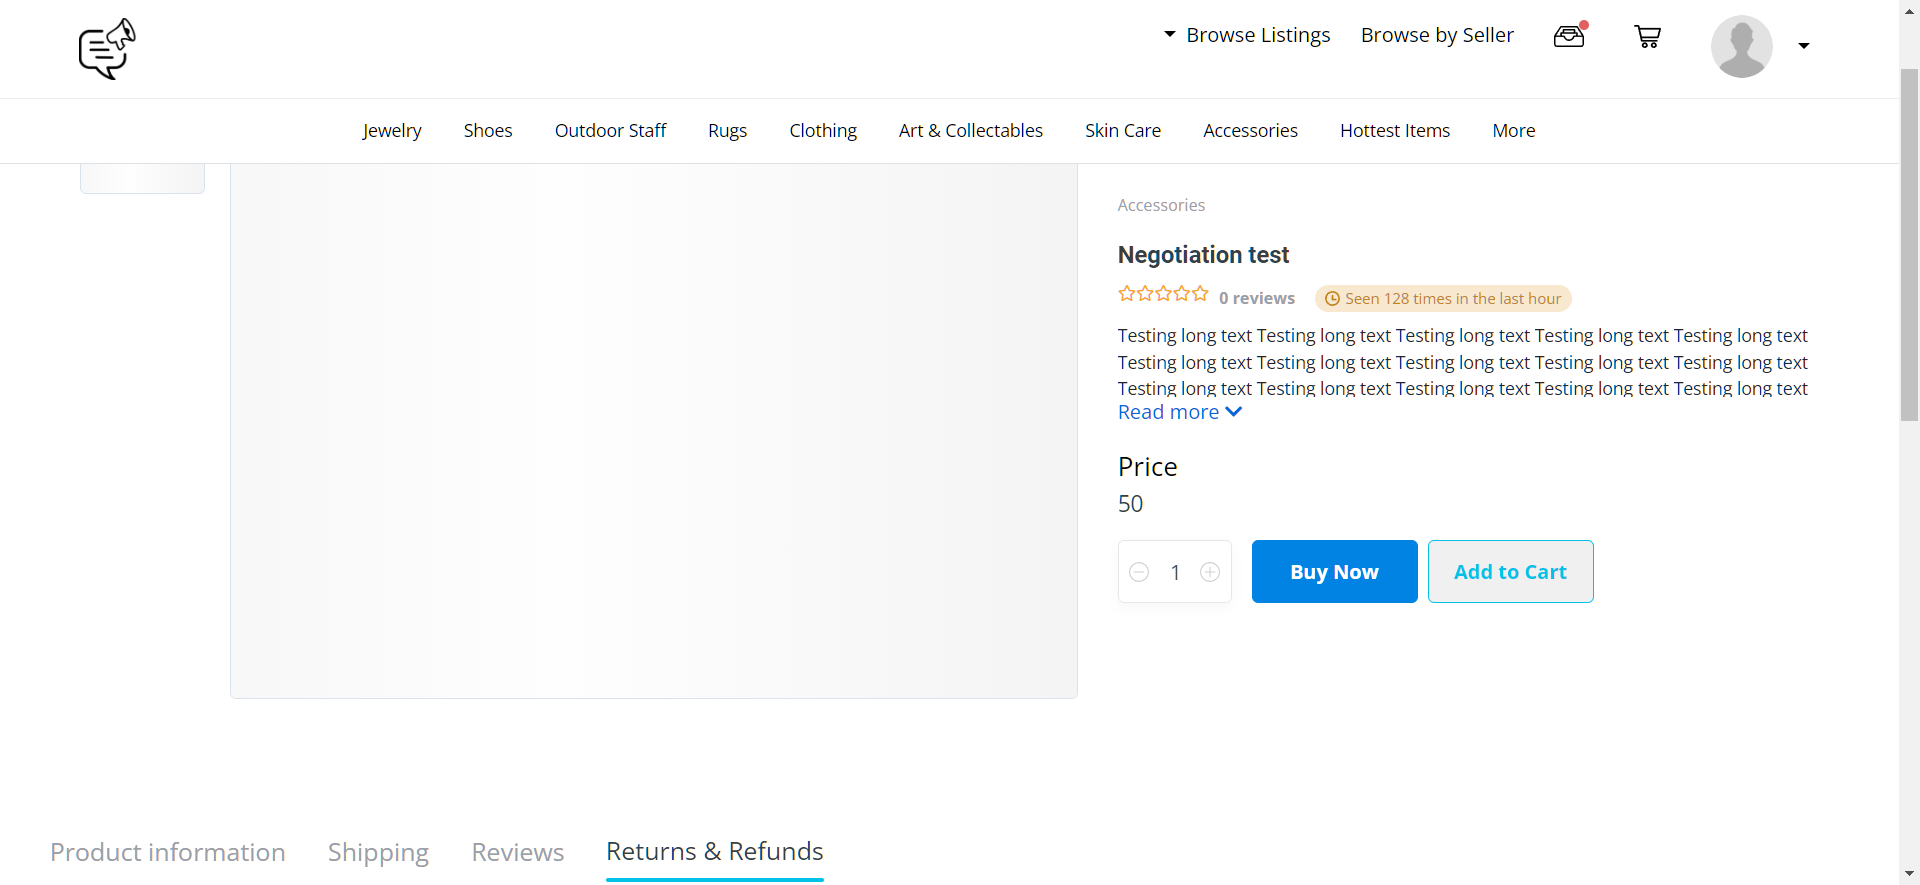 Browse Listings
Browse by Seller
Jewelry
Shoes
Outdoor Staff
Rugs
Clothing
Art & Collectables
Skin Care
Accessories
Hottest Items
More
Accessories
Negotiation test
0 reviews
Seen 128 times in the last hour
Testing long text Testing long text Testing long text Testing long text Testing long text
Testing long text Testing long text Testing long text Testing long text Testing long text
Testing long text Testing long text Testing long text Testing long text Testing long text
Read more
Price
50
1
Buy Now
Add to Cart
Product information
Shipping
Reviews
Returns & Refunds